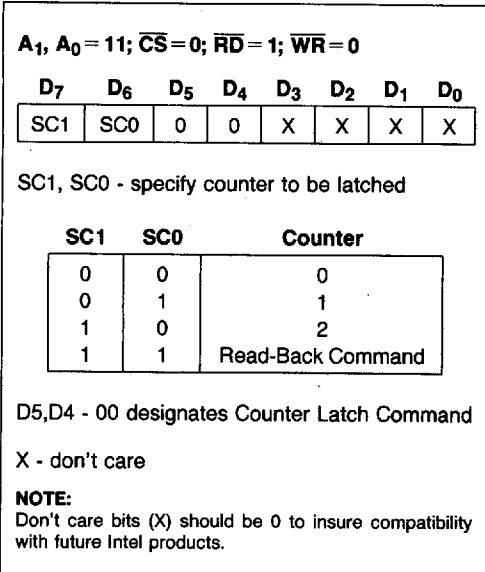 A1, A0 = 11; C̅S̅ = 0; R̅D̅ = 1; W̅R̅ = 0
D7 D6 D5 D4 D3 D2 D1 D0
SC1 SC0 0 0 X X X X
SC1, SC0 - specify counter to be latched
SC1 SC0 Counter
0 0 0
0 1 1
1 0 2
1 1 Read-Back Command
D5,D4 - 00 designates Counter Latch Command
X - don't care
NOTE:
Don't care bits (X) should be 0 to insure compatibility
with future Intel products.